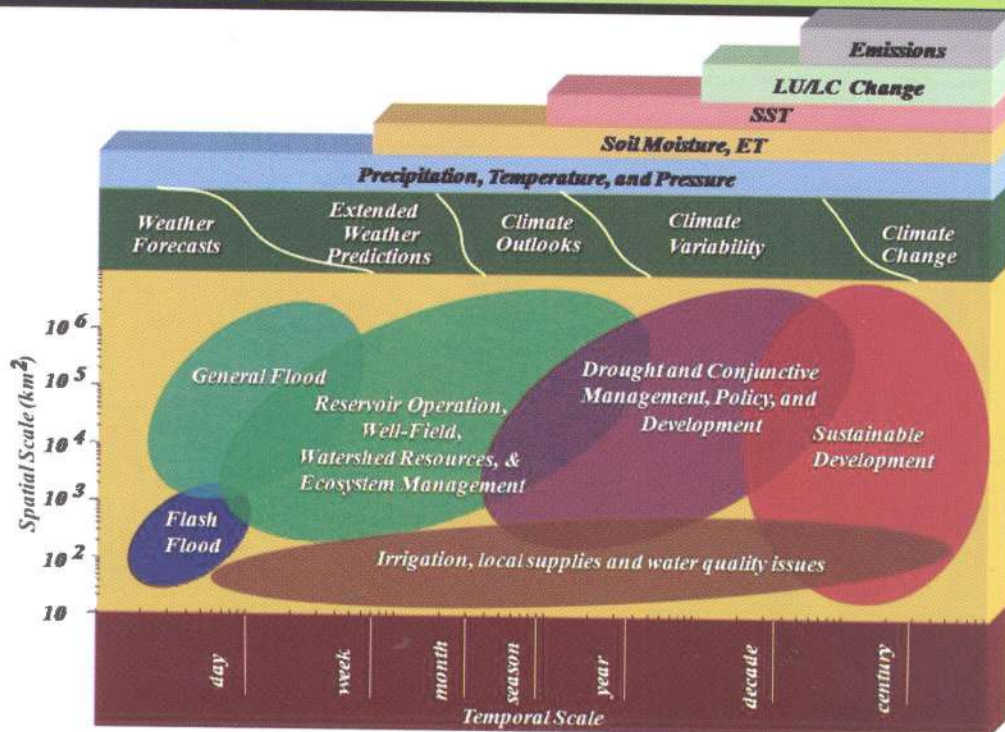 Emissions
LU/LC Change
SST
Soil Moisture, ET
Precipitation, Temperature, and Pressure
Weather
Forecasts
Extended
Weather
Predictions
Climate
Outlooks
Climate
Variability
Climate
Change
Spatial Scale (km²)
10⁶
10⁵
10⁴
10³
10²
10
General Flood
Reservoir Operation,
Well-Field,
Watershed Resources, &
Ecosystem Management
Drought and Conjunctive
Management, Policy, and
Development
Sustainable
Development
Flash
Flood
Irrigation, local supplies and water quality issues
day
week
month
season
year
decade
century
Temporal Scale